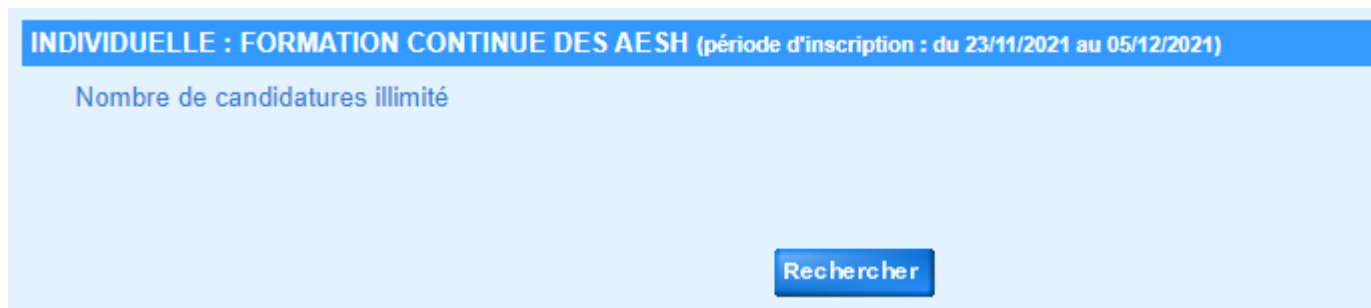 INDIVIDUELLE : FORMATION CONTINUE DES AESH (période d'inscription : du 23/11/2021 au 05/12/2021)
Nombre de candidatures illimité
Rechercher